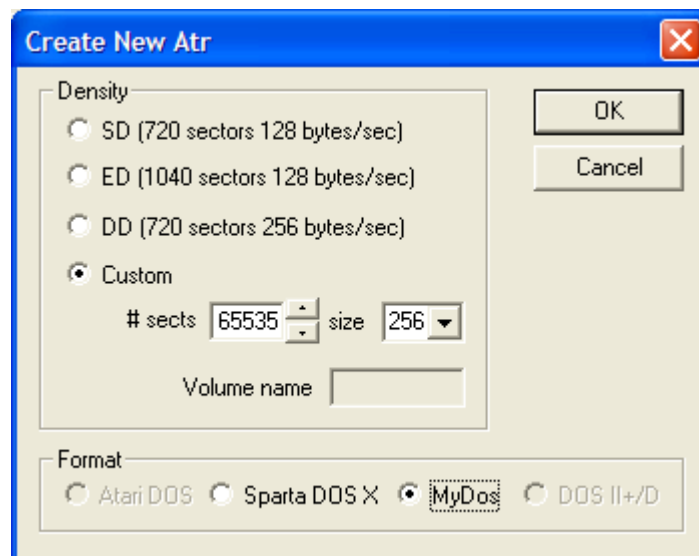 Create New Atr
Density
SD (720 sectors 128 bytes/sec)
ED (1040 sectors 128 bytes/sec)
DD (720 sectors 256 bytes/sec)
Custom
# sects 65535 size 256
Volume name
OK
Cancel
Format
Atari DOS Sparta DOS X MyDos DOS II+/D